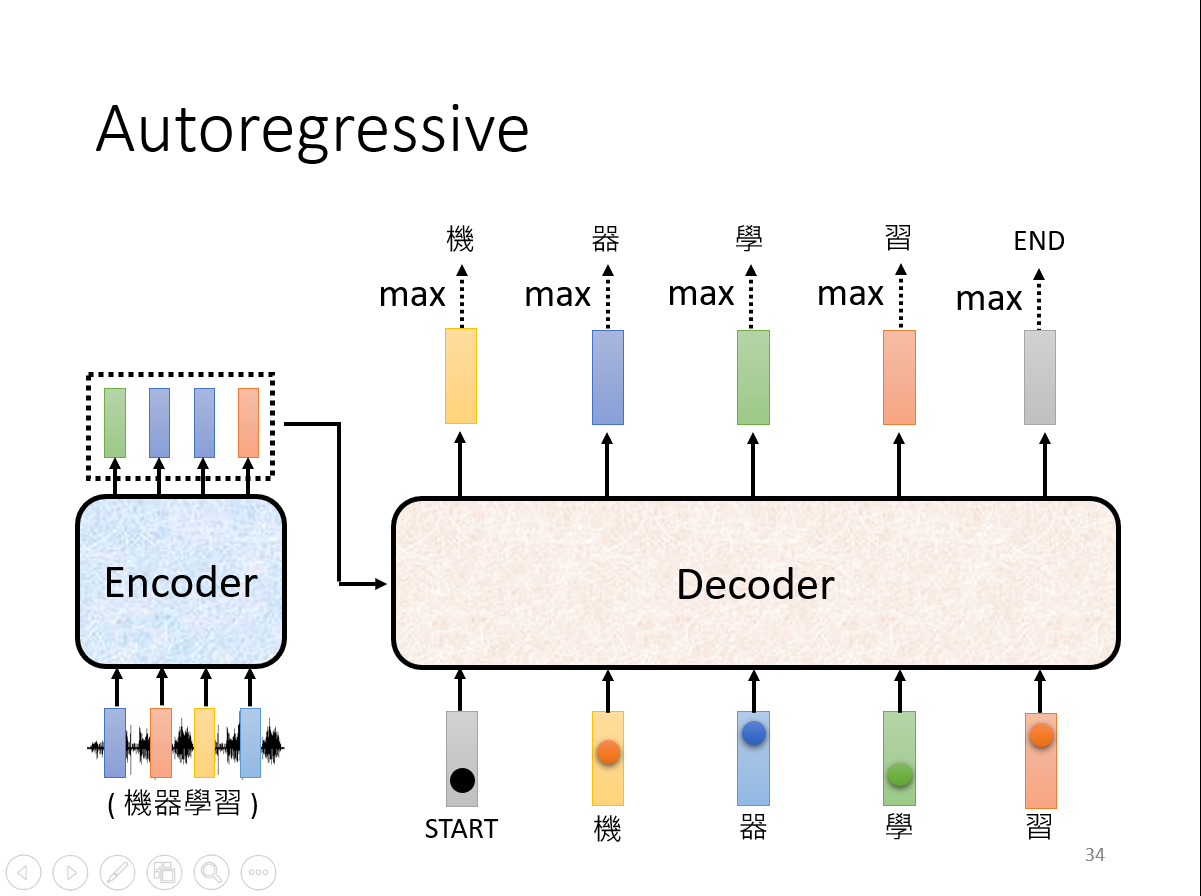 Autoregressive
機 器 學 習 END
max max max max max
Encoder
Decoder
( 機器學習 )
START 機 器 學 習
34